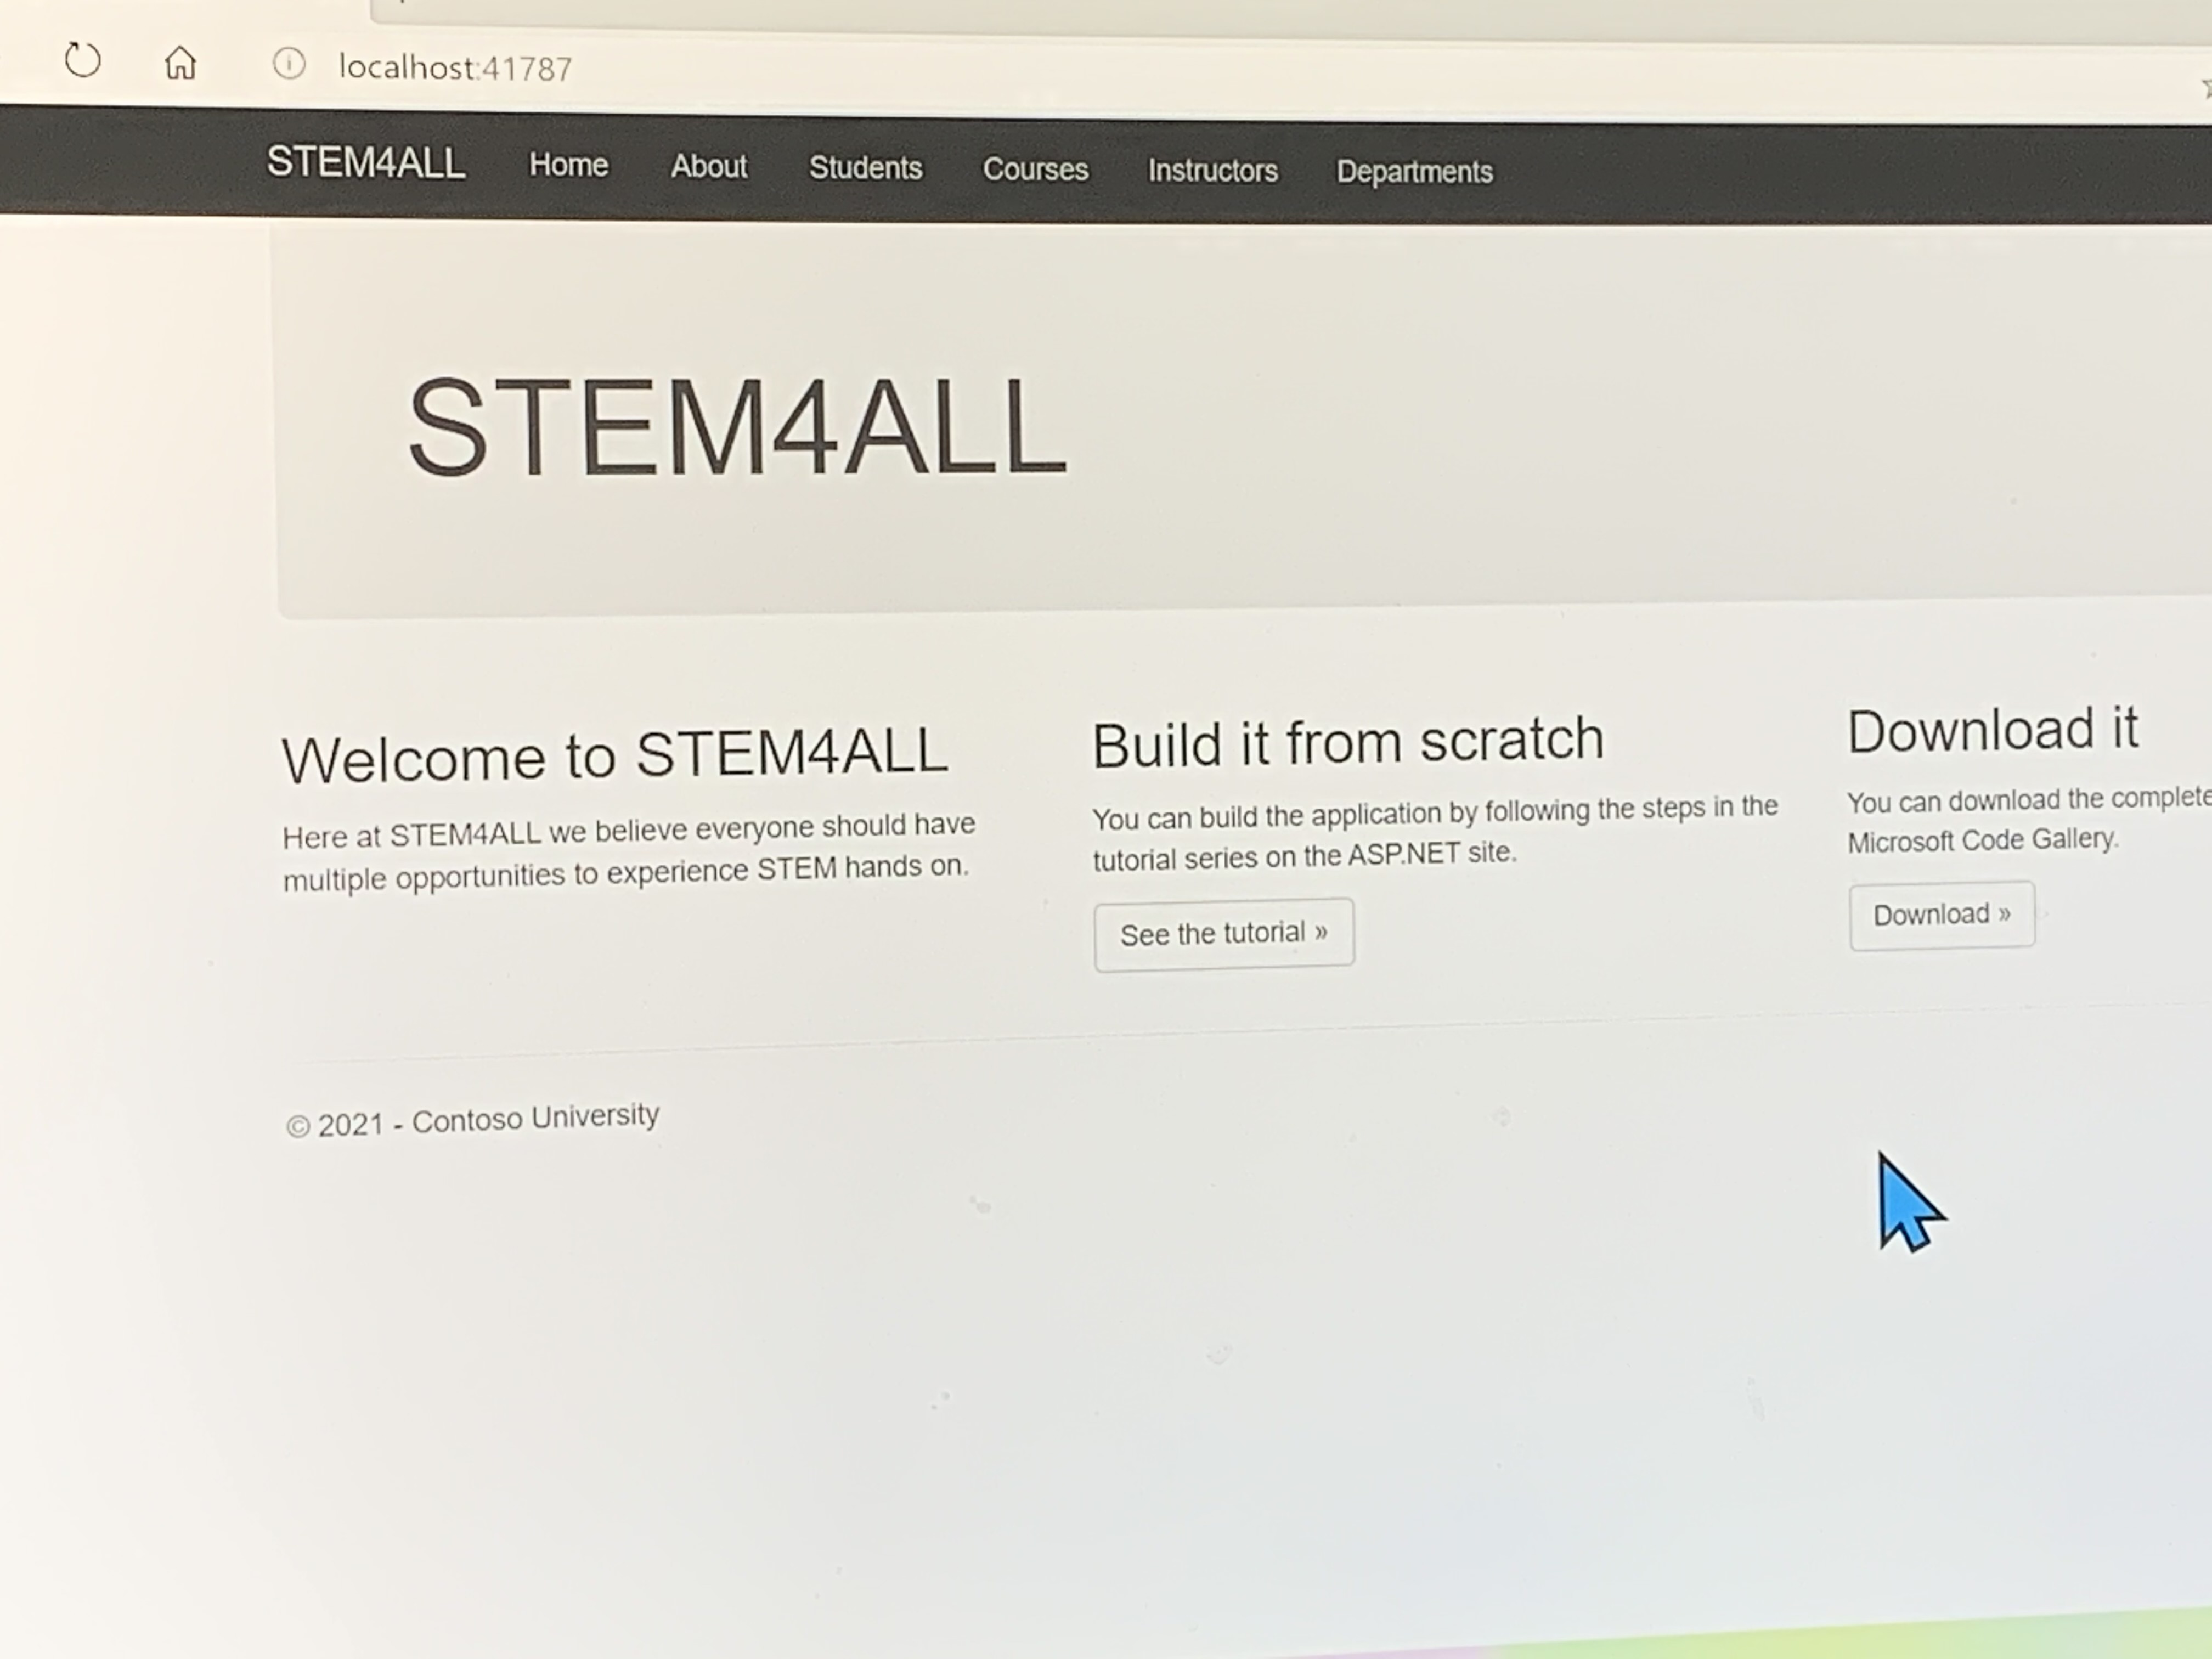 localhost:41787
STEM4ALL Home About Students Courses Instructors Departments
STEM4ALL
Welcome to STEM4ALL
Here at STEM4ALL we believe everyone should have
multiple opportunities to experience STEM hands on.
Build it from scratch
You can build the application by following the steps in the
tutorial series on the ASP.NET site.
See the tutorial »
Download it
You can download the complete
Microsoft Code Gallery.
Download »
© 2021 - Contoso University